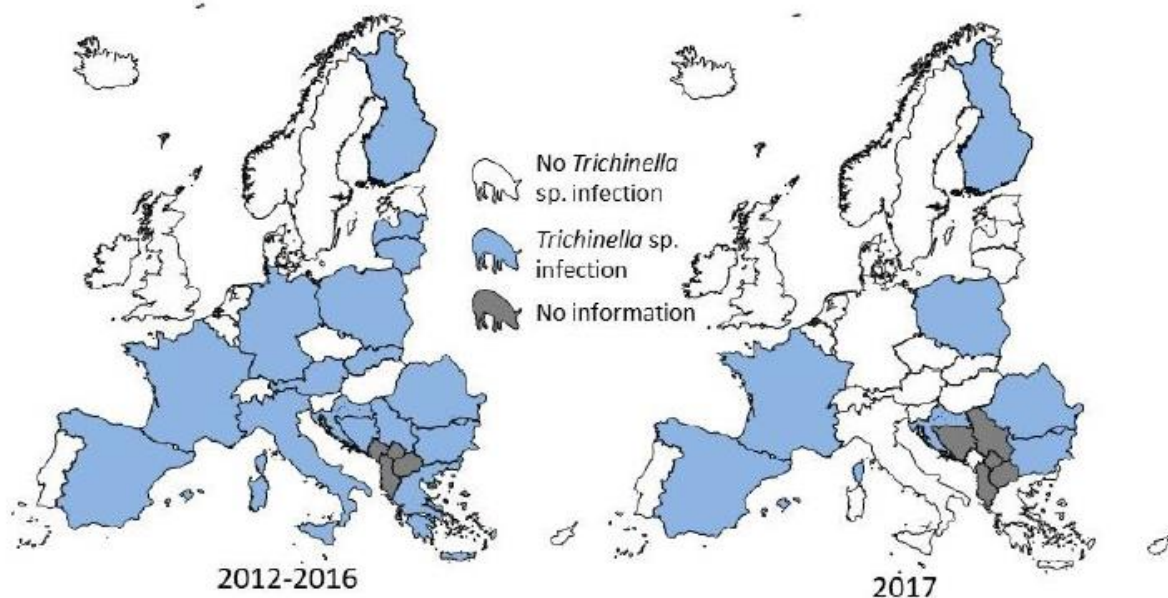 No Trichinella
sp. infection
Trichinella sp.
infection
No information
2012-2016
2017